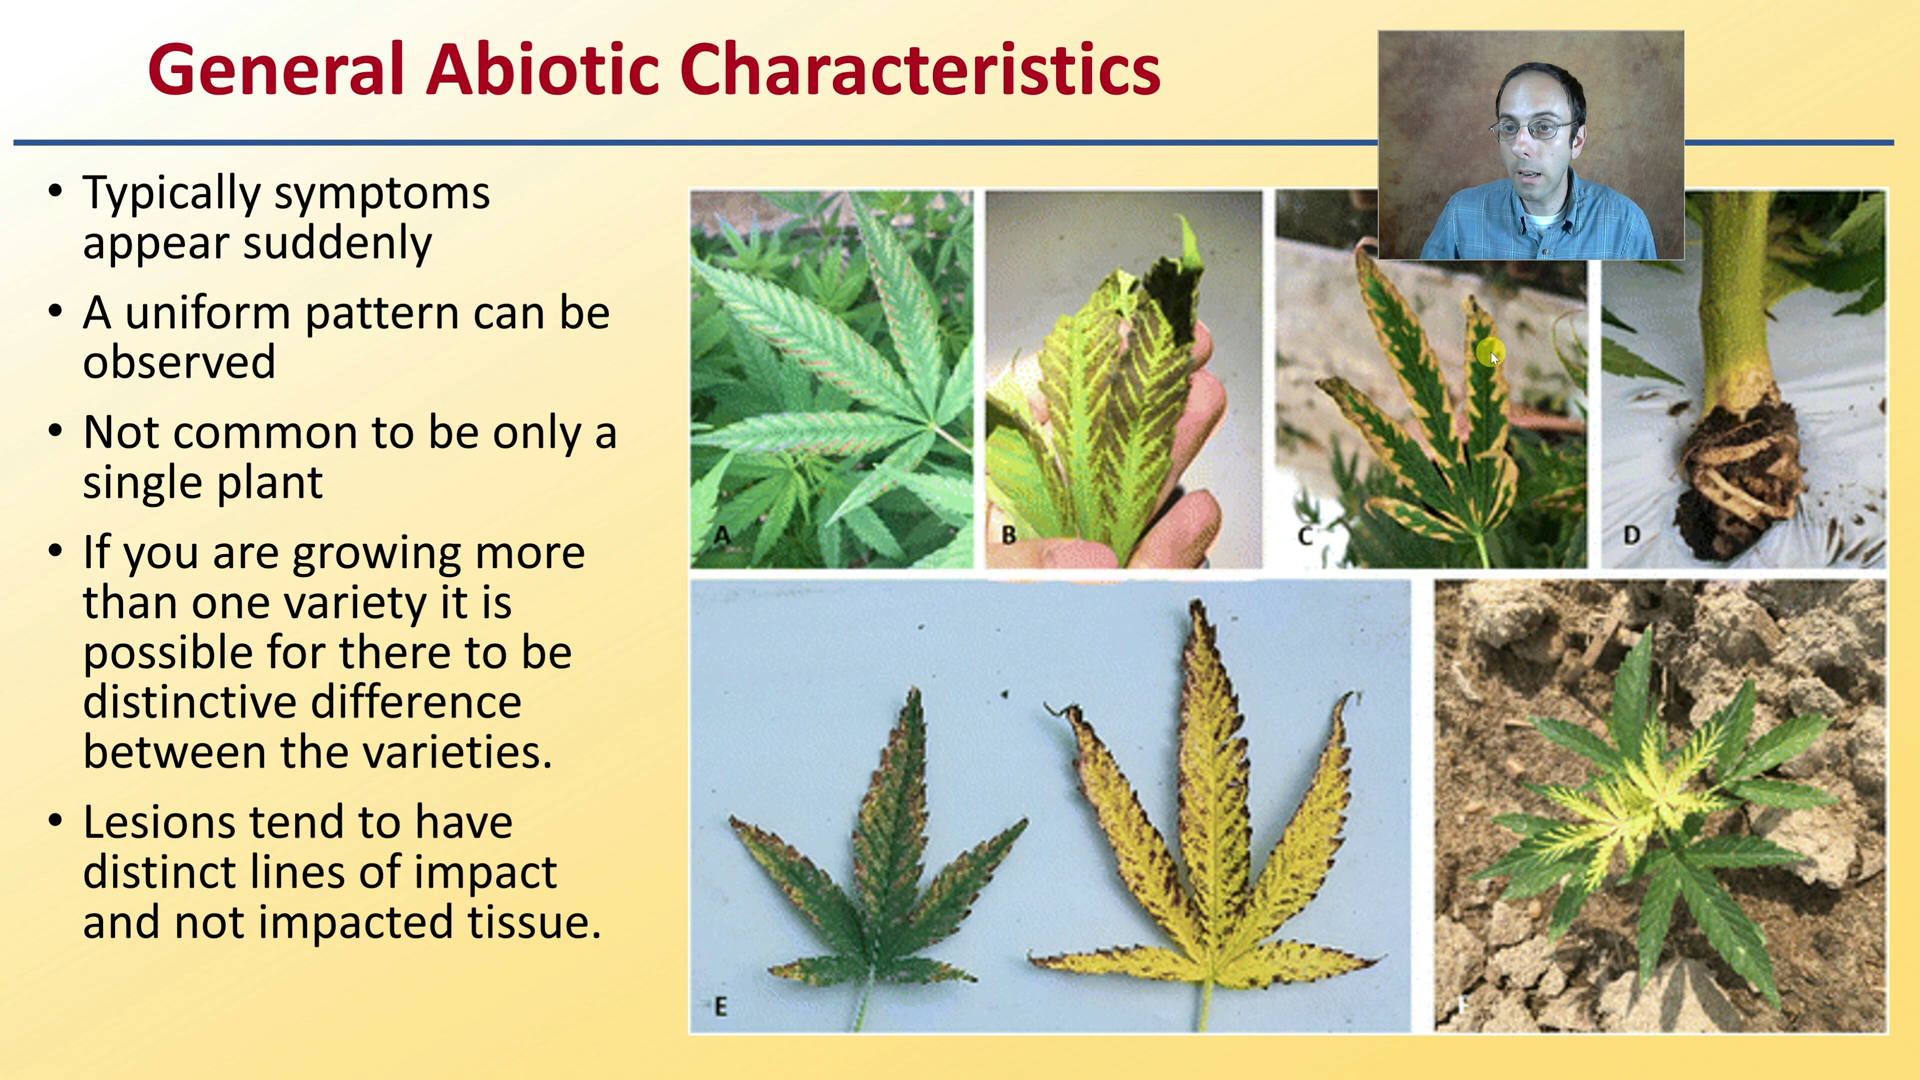 General Abiotic Characteristics
• Typically symptoms
appear suddenly
• A uniform pattern can be
observed
• Not common to be only a
single plant
• If you are growing more
than one variety it is
possible for there to be
distinctive difference
between the varieties.
• Lesions tend to have
distinct lines of impact
and not impacted tissue.
A
B
C
D
E
F